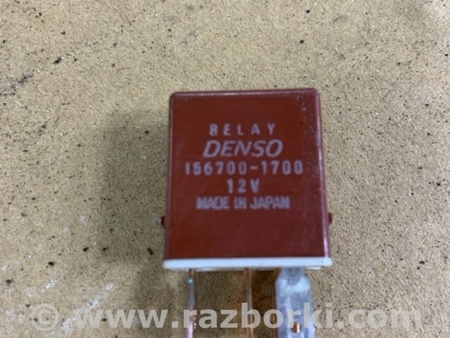 RELAY
DENSO
156700-1700
12V
MADE IN JAPAN
© - www.razborki.com -